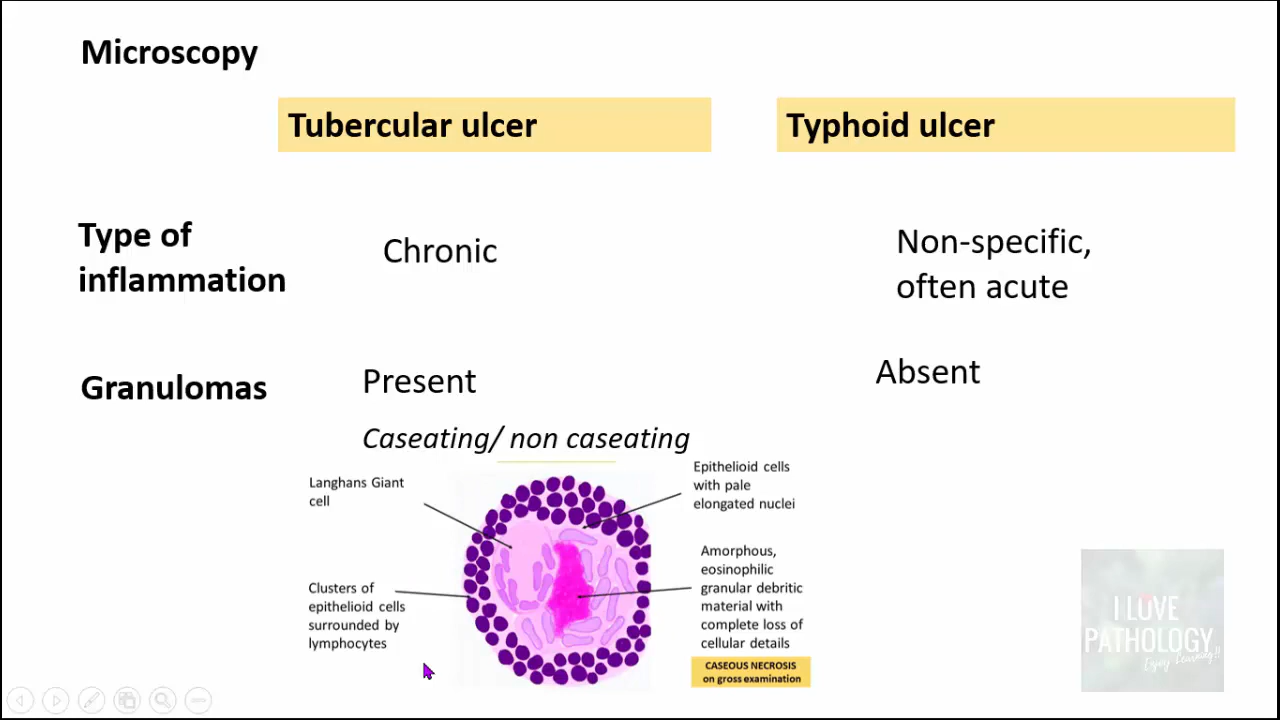 Microscopy
Tubercular ulcer
Typhoid ulcer
Type of
inflammation
Chronic
Non-specific,
often acute
Granulomas
Present
Absent
Caseating/ non caseating
Langhans Giant
cell
Epithelioid cells
with pale
elongated nuclei
Clusters of
epithelioid cells
surrounded by
lymphocytes
Amorphous,
eosinophilic
granular debritic
material with
complete loss of
cellular details
CASEOUS NECROSIS
on gross examination
I LOVE
PATHOLOGY
Enjoy Learning!!